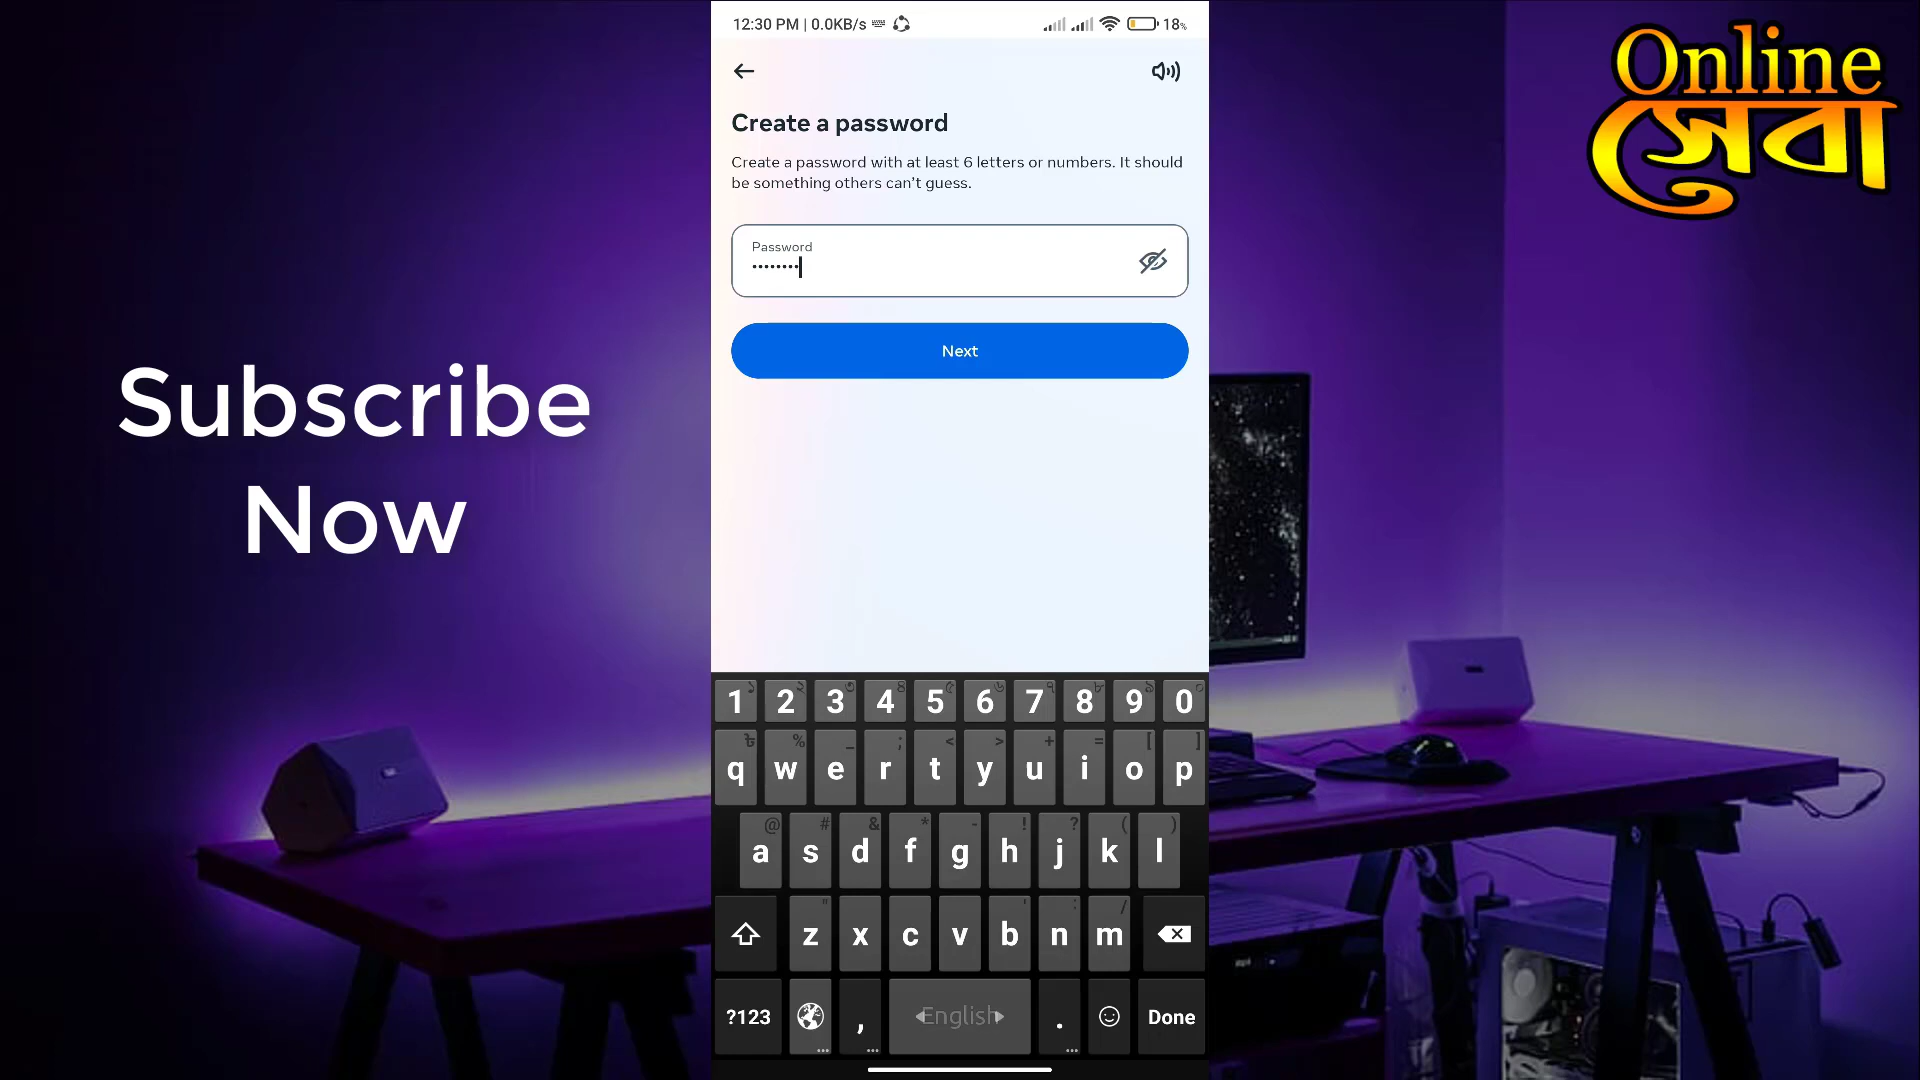 12:30 PM | 0.0KB/s
18%
Create a password
Create a password with at least 6 letters or numbers. It should
be something others can't guess.
Password
••••••••
Next
Subscribe
Now
Online
সেবা
1 2 3 4 5 6 7 8 9 0
q w e r t y u i o p
a s d f g h j k l
z x c v b n m
?123 , English . Done